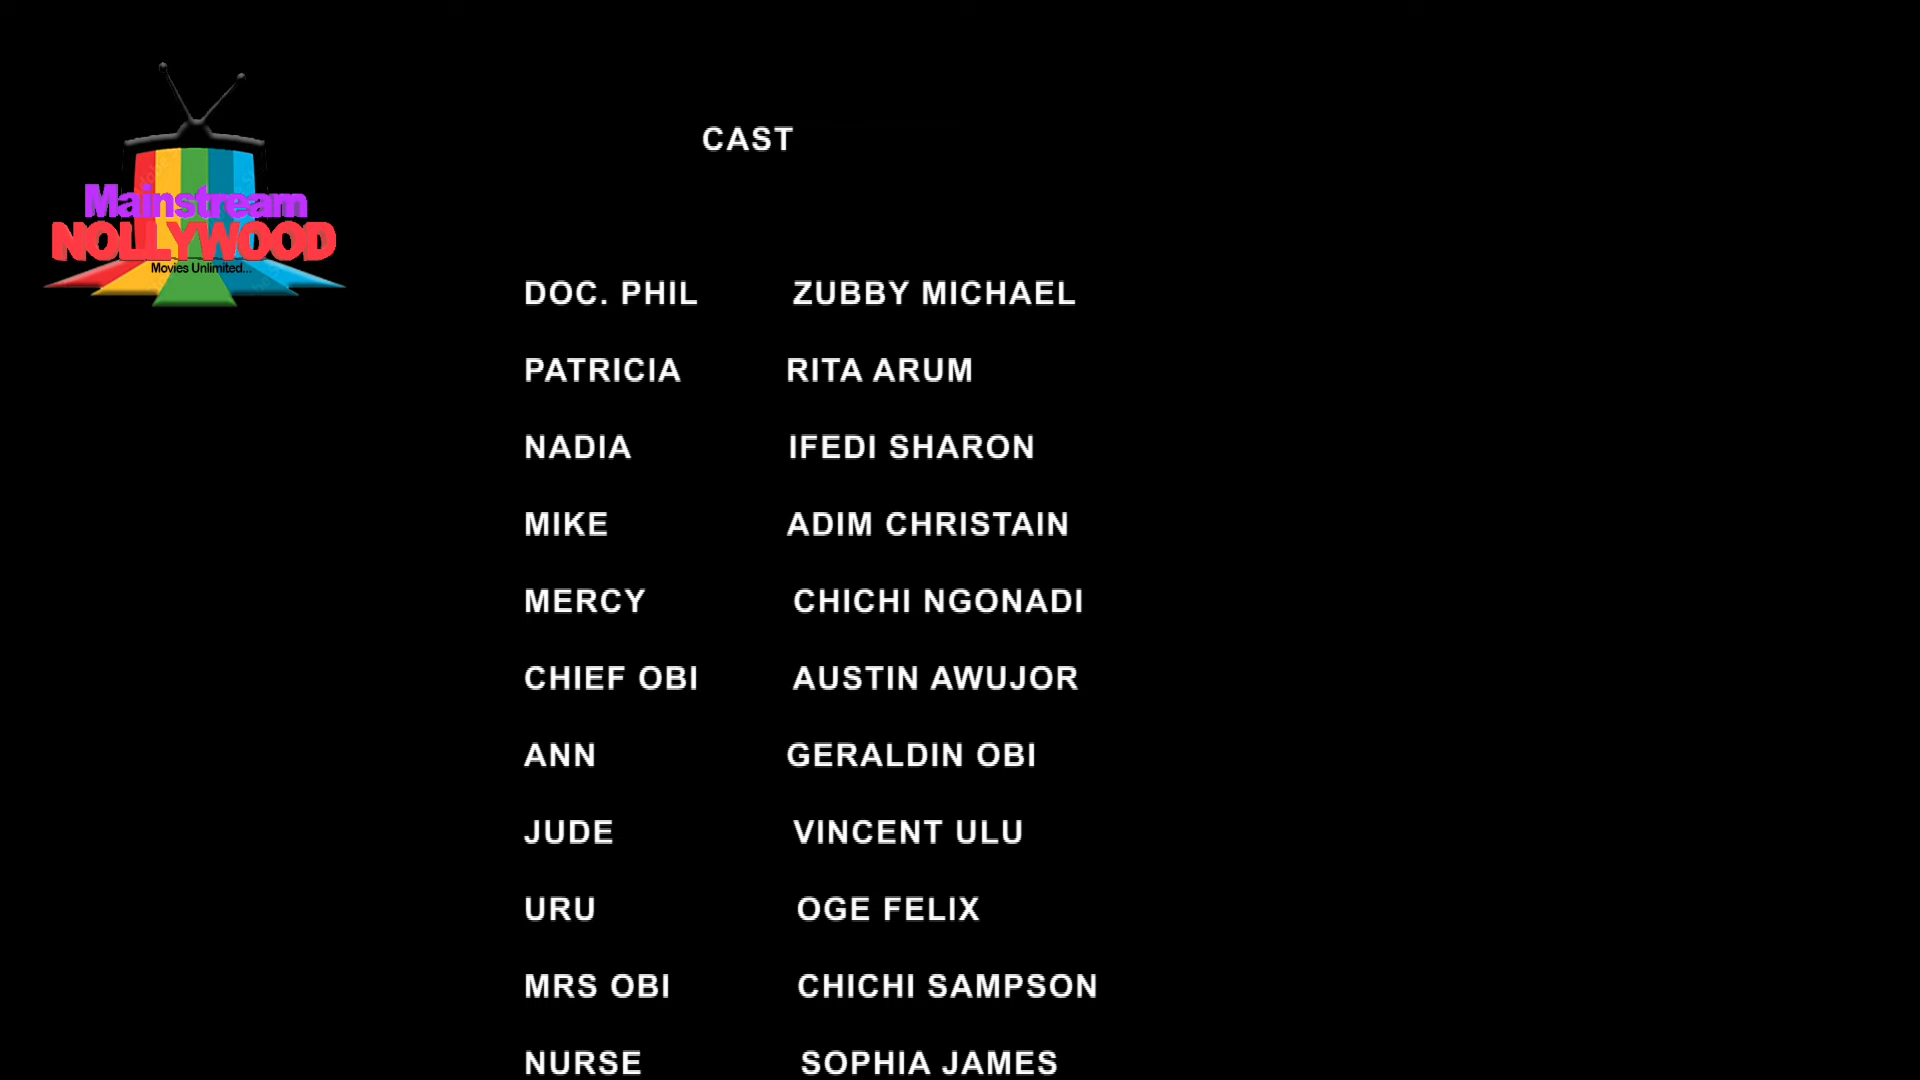 Mainstream
NOLLYWOOD
Movies Unlimited...
CAST
DOC. PHIL ZUBBY MICHAEL
PATRICIA RITA ARUM
NADIA IFEDI SHARON
MIKE ADIM CHRISTAIN
MERCY CHICHI NGONADI
CHIEF OBI AUSTIN AWUJOR
ANN GERALDIN OBI
JUDE VINCENT ULU
URU OGE FELIX
MRS OBI CHICHI SAMPSON
NURSE SOPHIA JAMES